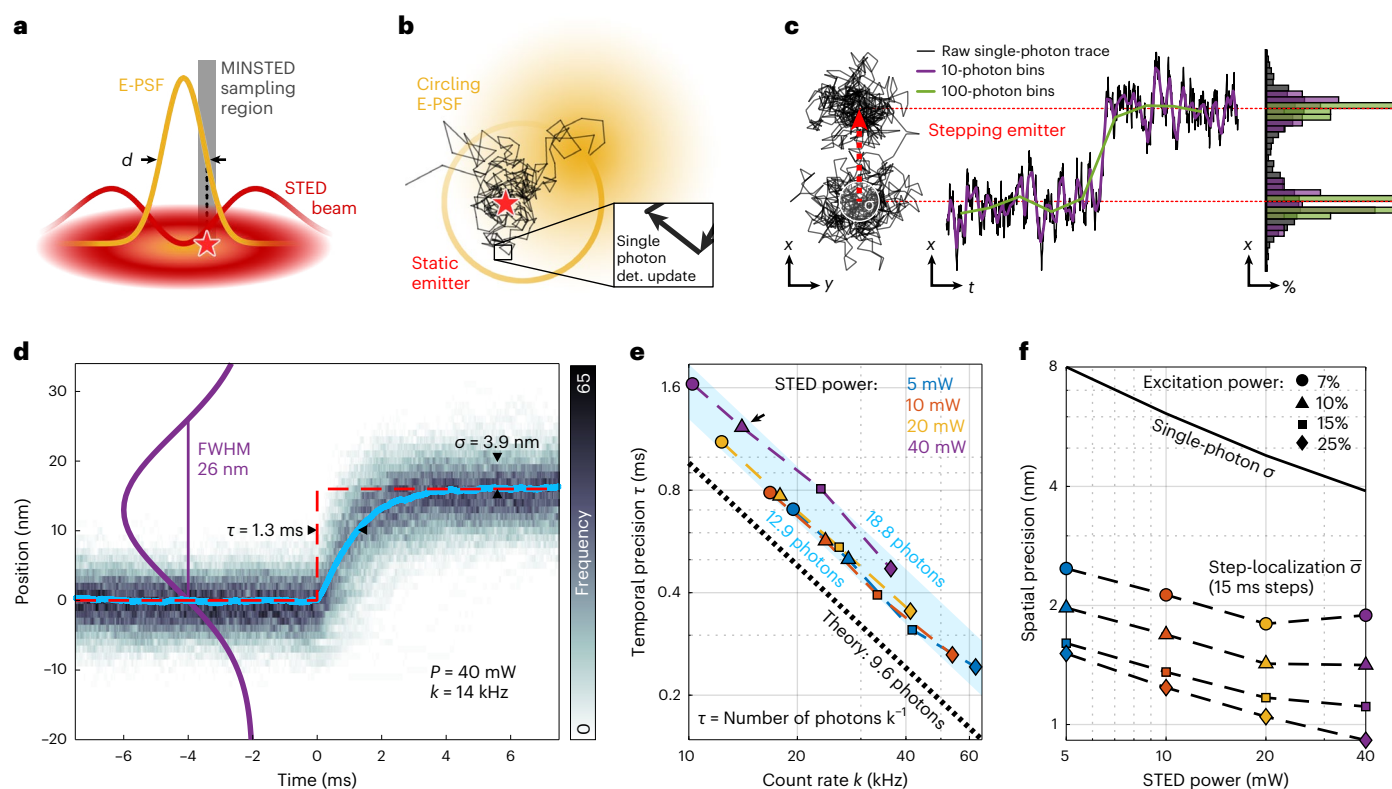 a
E-PSF
MINSTED
sampling
region
d
STED
beam
b
Circling
E-PSF
Static
emitter
Single
photon
det. update
c
Raw single-photon trace
10-photon bins
100-photon bins
Stepping emitter
x
y
x
t
x
%
d
Position (nm)
30
20
10
0
−10
−20
FWHM
26 nm
σ = 3.9 nm
τ = 1.3 ms
P = 40 mW
k = 14 kHz
−6
−4
−2
0
2
4
6
Time (ms)
65
Frequency
0
e
Temporal precision τ (ms)
1.6
0.8
0.4
0.2
STED power:
5 mW
10 mW
20 mW
40 mW
12.9 photons
18.8 photons
Theory: 9.6 photons
τ = Number of photons k⁻¹
10
20
40
60
Count rate k (kHz)
f
Spatial precision (nm)
8
4
2
1
Excitation power:
7%
10%
15%
25%
Single-photon σ
Step-localization σ̅
(15 ms steps)
5
10
20
40
STED power (mW)